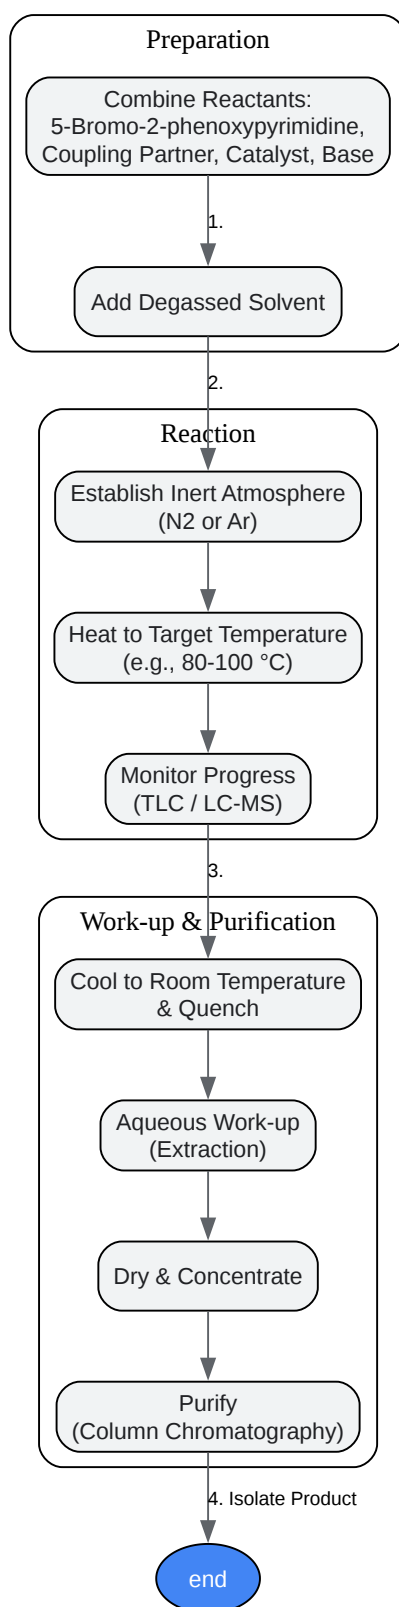 Preparation
Combine Reactants:
5-Bromo-2-phenoxypyrimidine,
Coupling Partner, Catalyst, Base
1.
Add Degassed Solvent
2.
Reaction
Establish Inert Atmosphere
(N2 or Ar)
Heat to Target Temperature
(e.g., 80-100 °C)
Monitor Progress
(TLC / LC-MS)
3.
Work-up & Purification
Cool to Room Temperature
& Quench
Aqueous Work-up
(Extraction)
Dry & Concentrate
Purify
(Column Chromatography)
4. Isolate Product
end